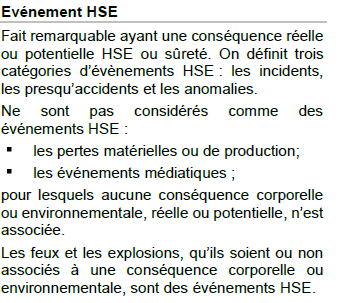 Evénement HSE
Fait remarquable ayant une conséquence réelle
ou potentielle HSE ou sûreté. On définit trois
catégories d'évènements HSE : les incidents,
les presqu'accidents et les anomalies.
Ne sont pas considérés comme des
événements HSE :
▪ les pertes matérielles ou de production;
▪ les événements médiatiques ;
pour lesquels aucune conséquence corporelle
ou environnementale, réelle ou potentielle, n'est
associée.
Les feux et les explosions, qu'ils soient ou non
associés à une conséquence corporelle ou
environnementale, sont des événements HSE.